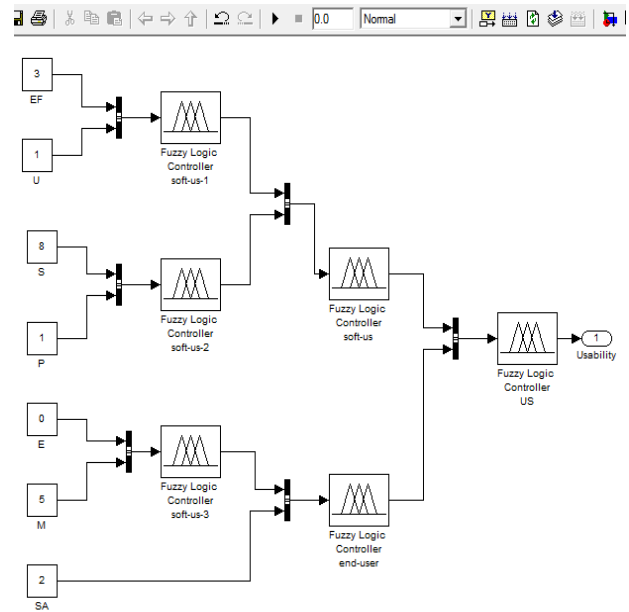 0.0 Normal
3
EF
1
U
Fuzzy Logic
Controller
soft-us-1
8
S
1
P
Fuzzy Logic
Controller
soft-us-2
Fuzzy Logic
Controller
soft-us
1
Usability
Fuzzy Logic
Controller
US
0
E
5
M
Fuzzy Logic
Controller
soft-us-3
Fuzzy Logic
Controller
end-user
2
SA